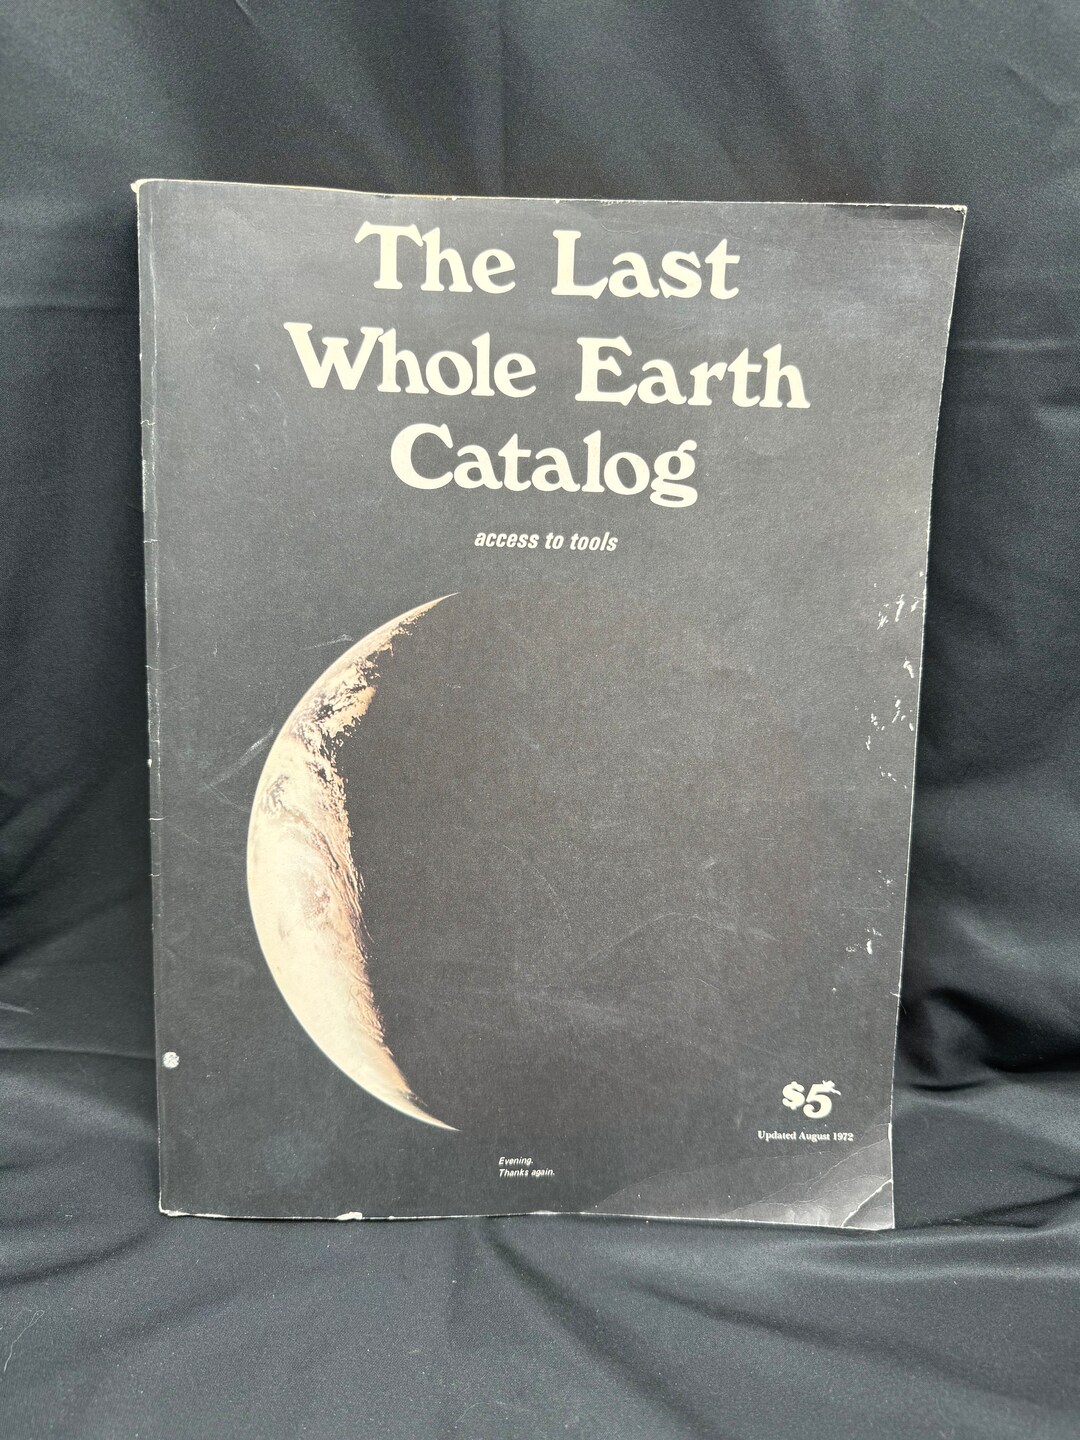 The Last
Whole Earth
Catalog
access to tools
$5
Updated August 1972
Evening.
Thanks again.